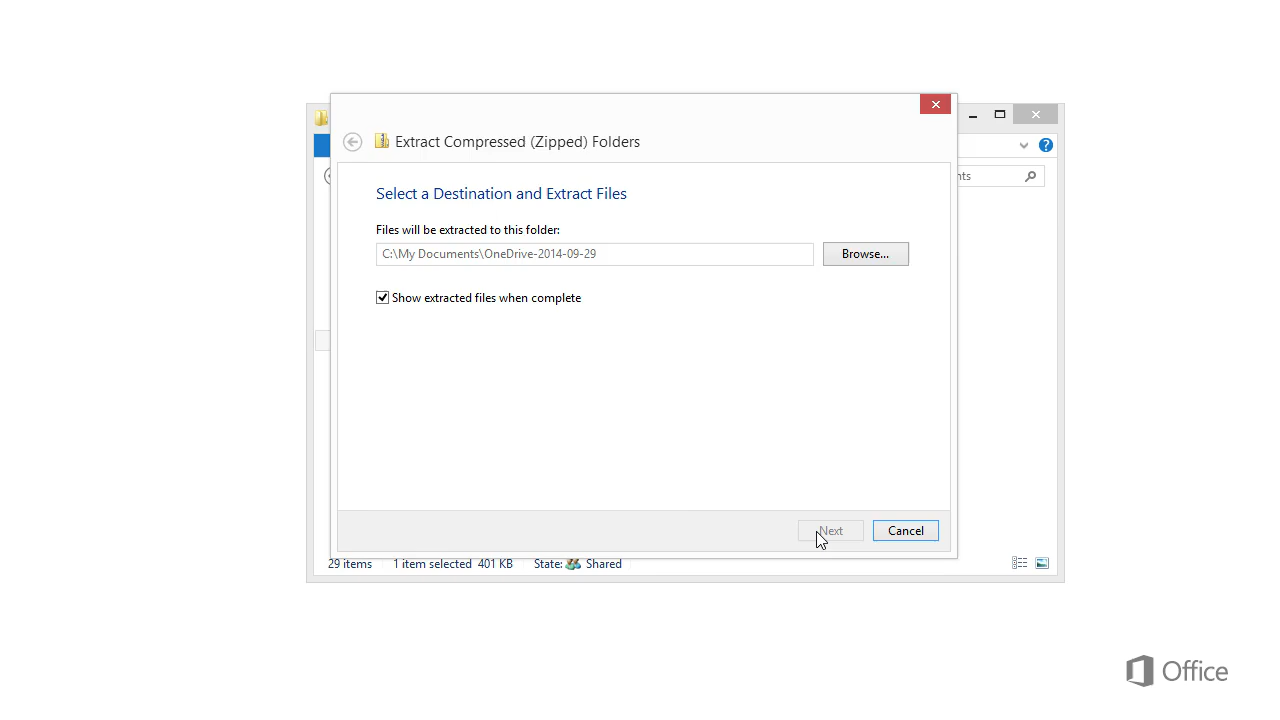 Extract Compressed (Zipped) Folders
nts
Select a Destination and Extract Files
Files will be extracted to this folder:
C:\My Documents\OneDrive-2014-09-29
Browse...
Show extracted files when complete
Next
Cancel
29 items 1 item selected 401 KB State: Shared
Office